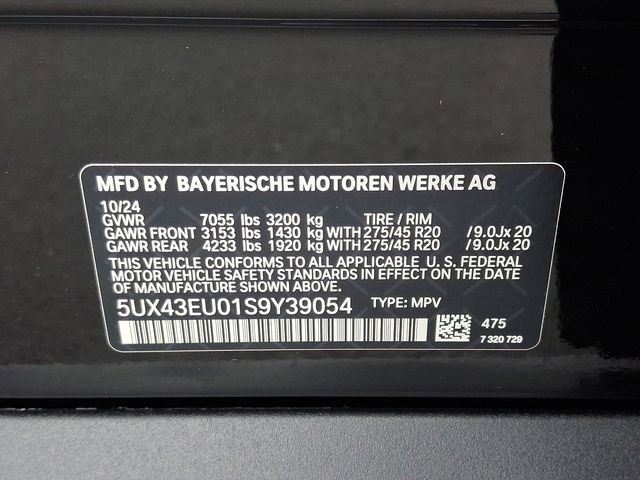 MFD BY BAYERISCHE MOTOREN WERKE AG
10/24
GVWR 7055 lbs 3200 kg TIRE / RIM
GAWR FRONT 3153 lbs 1430 kg WITH 275/45 R20 /9.0Jx 20
GAWR REAR 4233 lbs 1920 kg WITH 275/45 R20 /9.0Jx 20
THIS VEHICLE CONFORMS TO ALL APPLICABLE U. S. FEDERAL
MOTOR VEHICLE SAFETY STANDARDS IN EFFECT ON THE DATE
OF MANUFACTURE SHOWN ABOVE.
5UX43EU01S9Y39054 TYPE: MPV
475
7 320 729